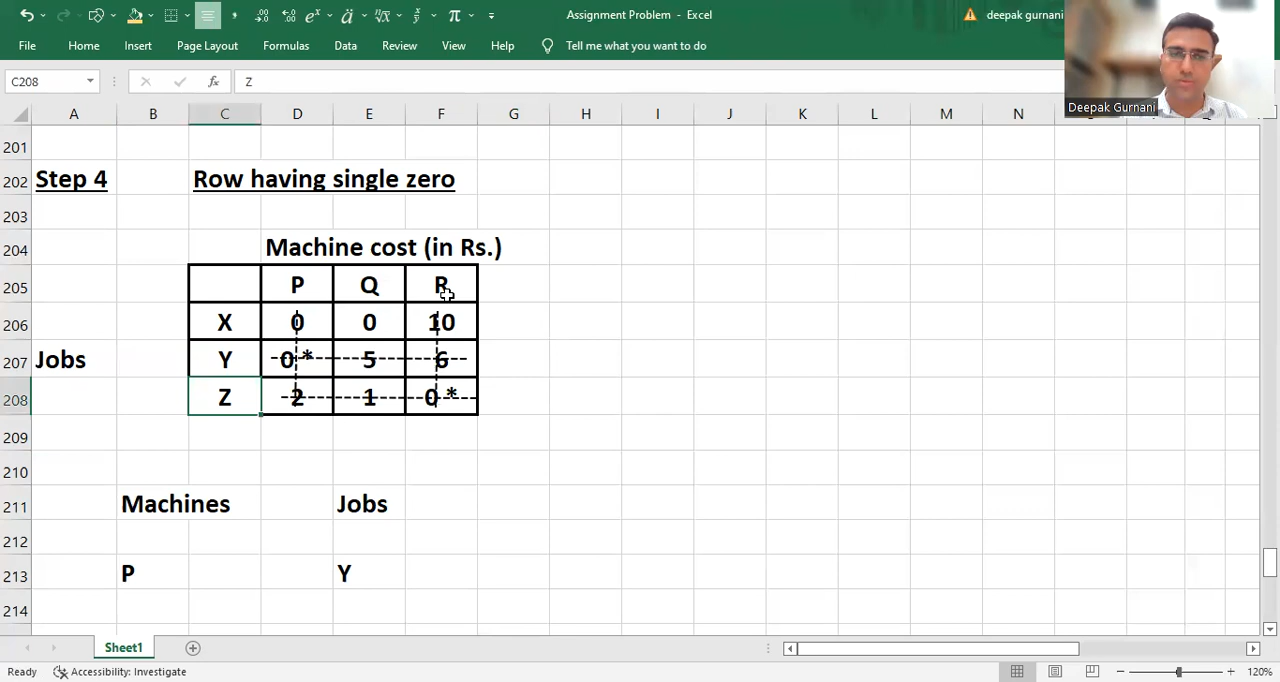 Assignment Problem - Excel
deepak gurnani
File Home Insert Page Layout Formulas Data Review View Help Tell me what you want to do
Deepak Gurnani
C208 fx Z
A B C D E F G H I J K L M N O
201
202 Step 4 Row having single zero
203
204 Machine cost (in Rs.)
205 P Q R
206 X 0 0 10
207 Jobs Y 0 * 5 6
208 Z 2 1 0 *
209
210
211 Machines Jobs
212
213 P Y
214
Sheet1
Ready Accessibility: Investigate 120%